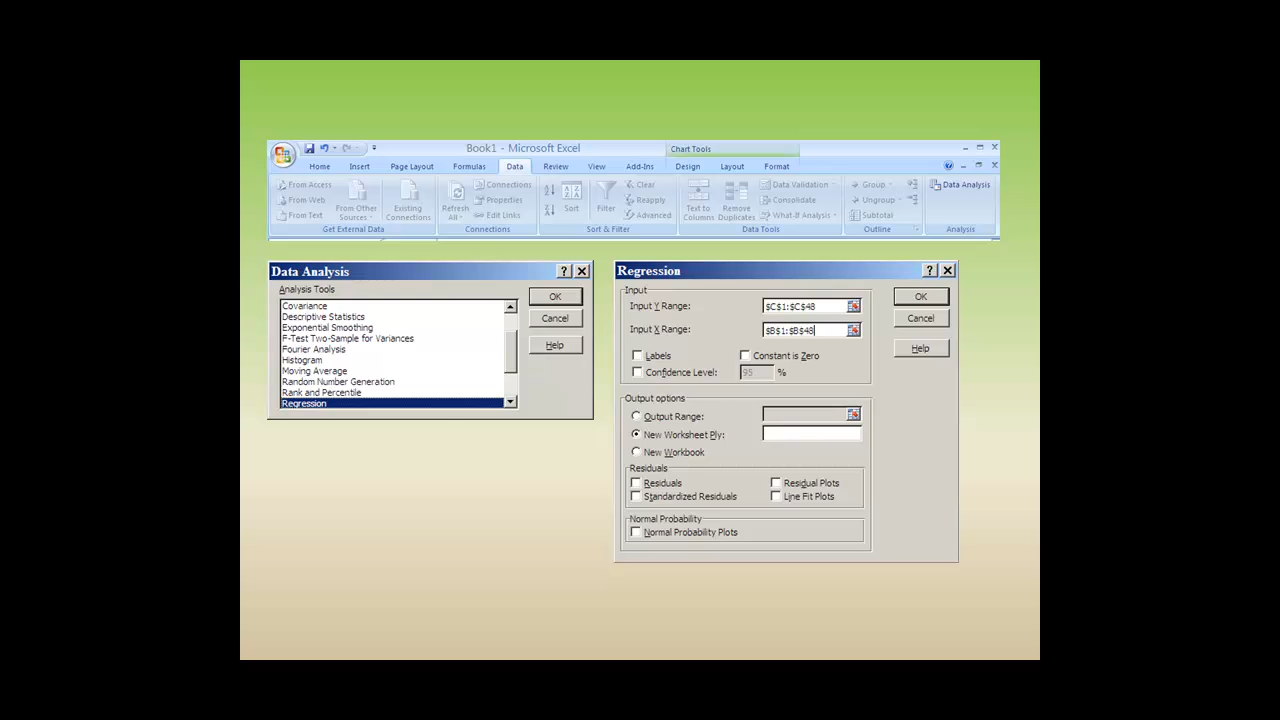 Book1 - Microsoft Excel
Chart Tools
Home Insert Page Layout Formulas Data Review View Add-Ins Design Layout Format
From Access
From Web
From Text
From Other
Sources
Existing
Connections
Get External Data
Refresh
All
Connections
Properties
Edit Links
Connections
Sort
Filter
Clear
Reapply
Advanced
Sort & Filter
Text to
Columns
Remove
Duplicates
Data Validation
Consolidate
What-If Analysis
Data Tools
Group
Ungroup
Subtotal
Outline
Data Analysis
Analysis
Data Analysis
Analysis Tools
Covariance
Descriptive Statistics
Exponential Smoothing
F-Test Two-Sample for Variances
Fourier Analysis
Histogram
Moving Average
Random Number Generation
Rank and Percentile
Regression
OK
Cancel
Help
Regression
Input
Input Y Range: $C$1:$C$48
Input X Range: $B$1:$B$48
Labels Constant is Zero
Confidence Level: 95 %
Output options
Output Range:
New Worksheet Ply:
New Workbook
Residuals
Residuals Residual Plots
Standardized Residuals Line Fit Plots
Normal Probability
Normal Probability Plots
OK
Cancel
Help